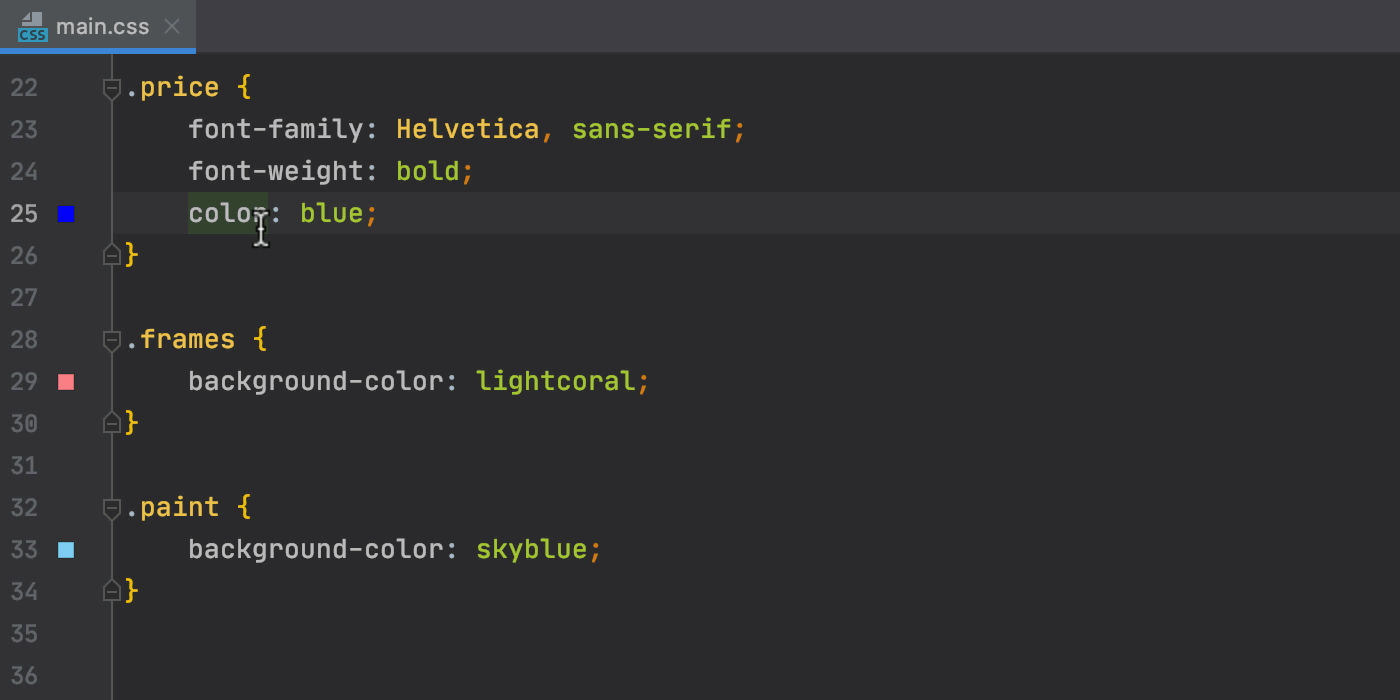 CSS main.css
22 .price {
23 font-family: Helvetica, sans-serif;
24 font-weight: bold;
25 color: blue;
26 }
27
28 .frames {
29 background-color: lightcoral;
30 }
31
32 .paint {
33 background-color: skyblue;
34 }
35
36